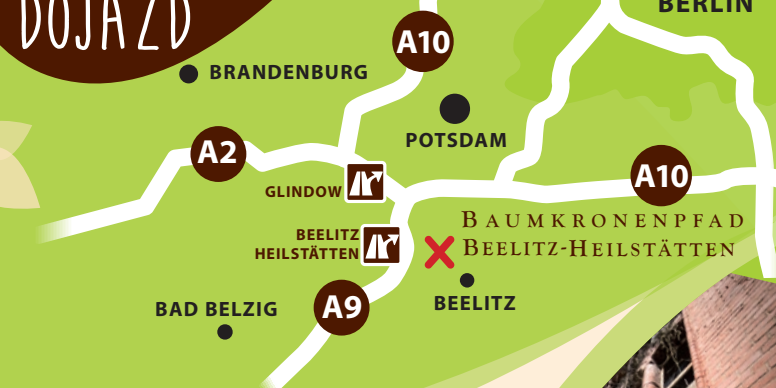 DOJAZD
BERLIN
A10
BRANDENBURG
POTSDAM
A2
A10
GLINDOW
BAUMKRONENPFAD
BEELITZ-HEILSTÄTTEN
BEELITZ
HEILSTÄTTEN
A9
BEELITZ
BAD BELZIG